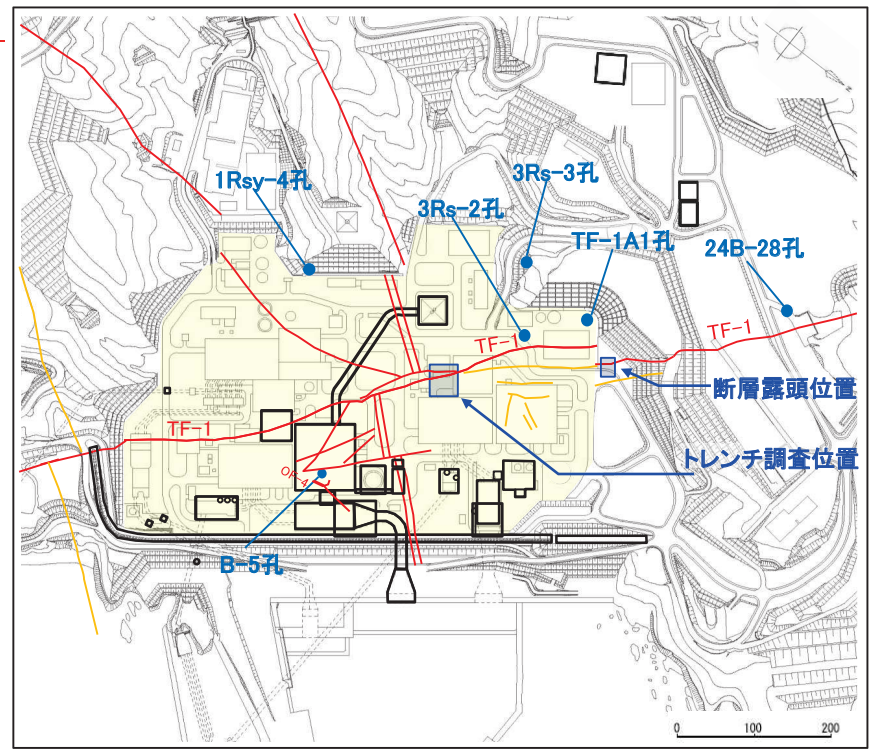 N
1Rsy-4孔
3Rs-3孔
3Rs-2孔
TF-1A1孔
24B-28孔
TF-1
TF-1
断層露頭位置
TF-1
トレンチ調査位置
OF-4
B-5孔
0 100 200